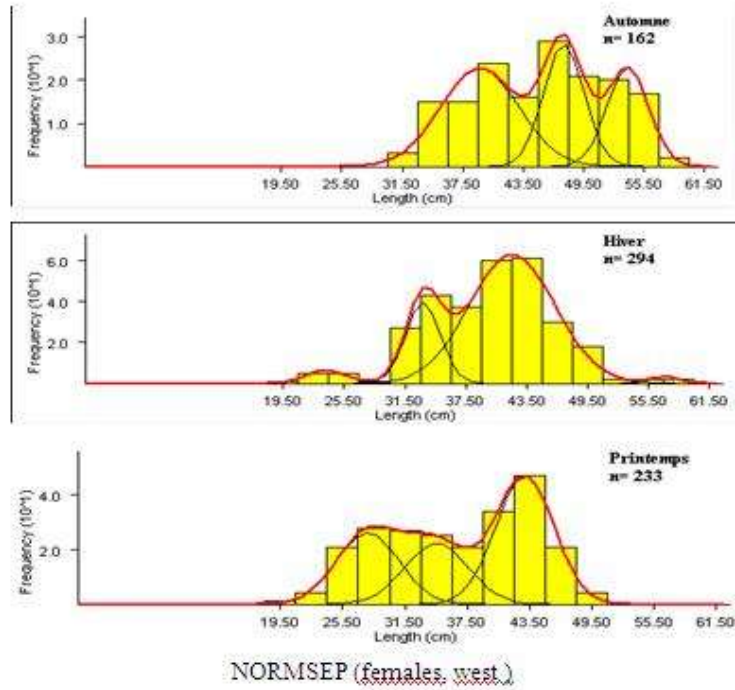 Automne
n= 162
Frequency (10^1)
3.0
2.0
1.0
19.50 25.50 31.50 37.50 43.50 49.50 55.50 61.50
Length (cm)
Hiver
n= 294
Frequency (10^1)
6.0
4.0
2.0
19.50 25.50 31.50 37.50 43.50 49.50 55.50 61.50
Length (cm)
Printemps
n= 233
Frequency (10^1)
4.0
2.0
19.50 25.50 31.50 37.50 43.50 49.50 55.50 61.50
Length (cm)
NORMSEP (females, west )